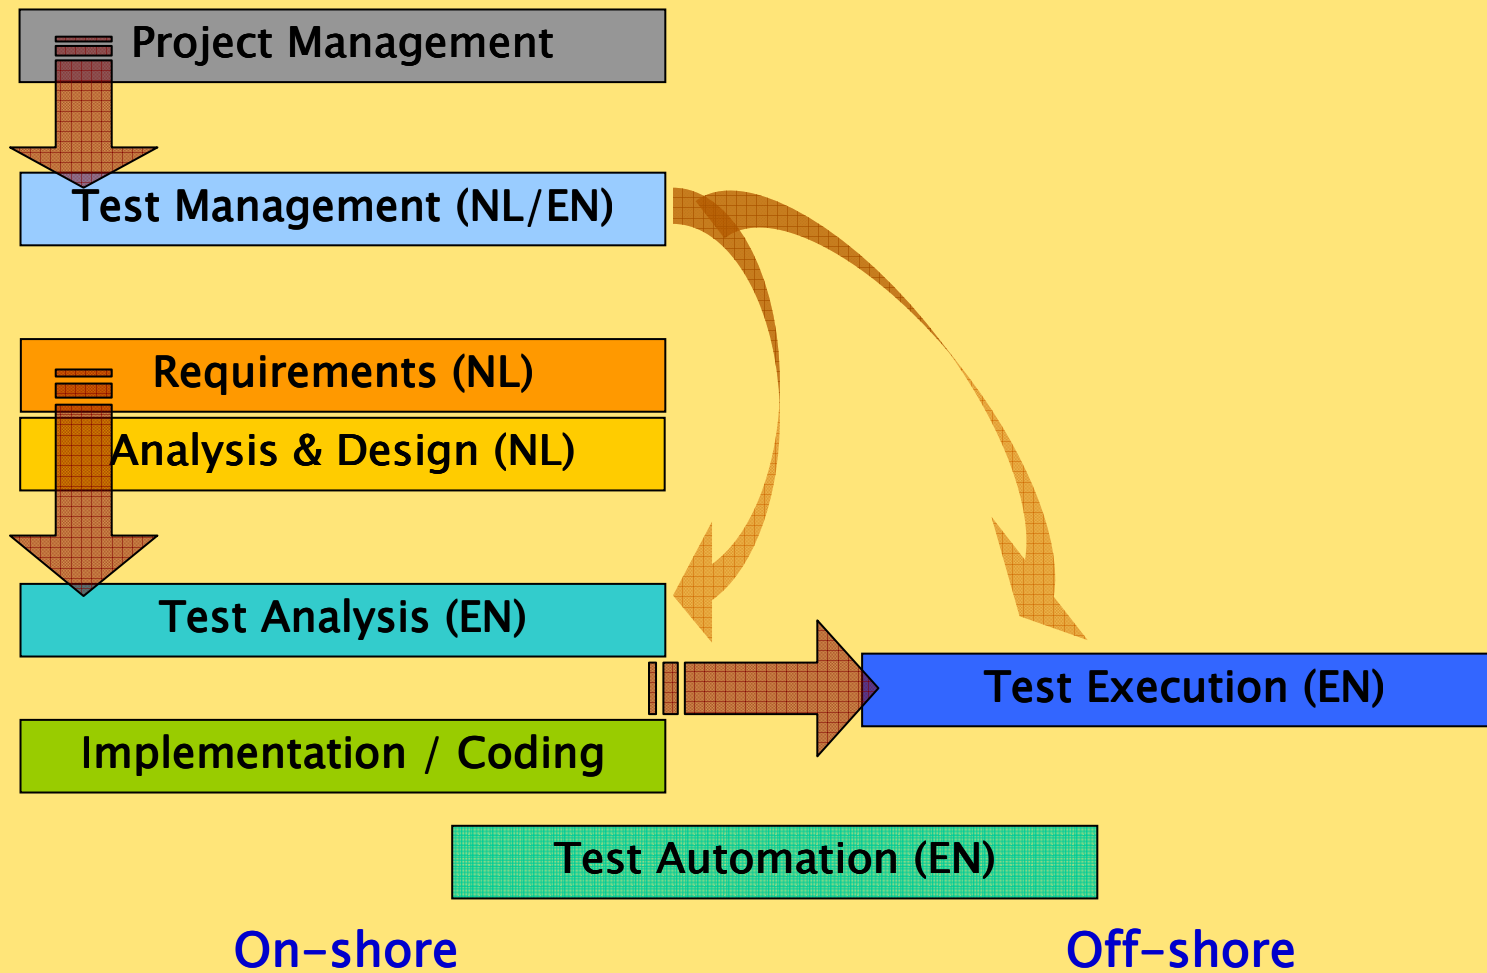 Project Management
Test Management (NL/EN)
Requirements (NL)
Analysis & Design (NL)
Test Analysis (EN)
Test Execution (EN)
Implementation / Coding
Test Automation (EN)
On-shore
Off-shore